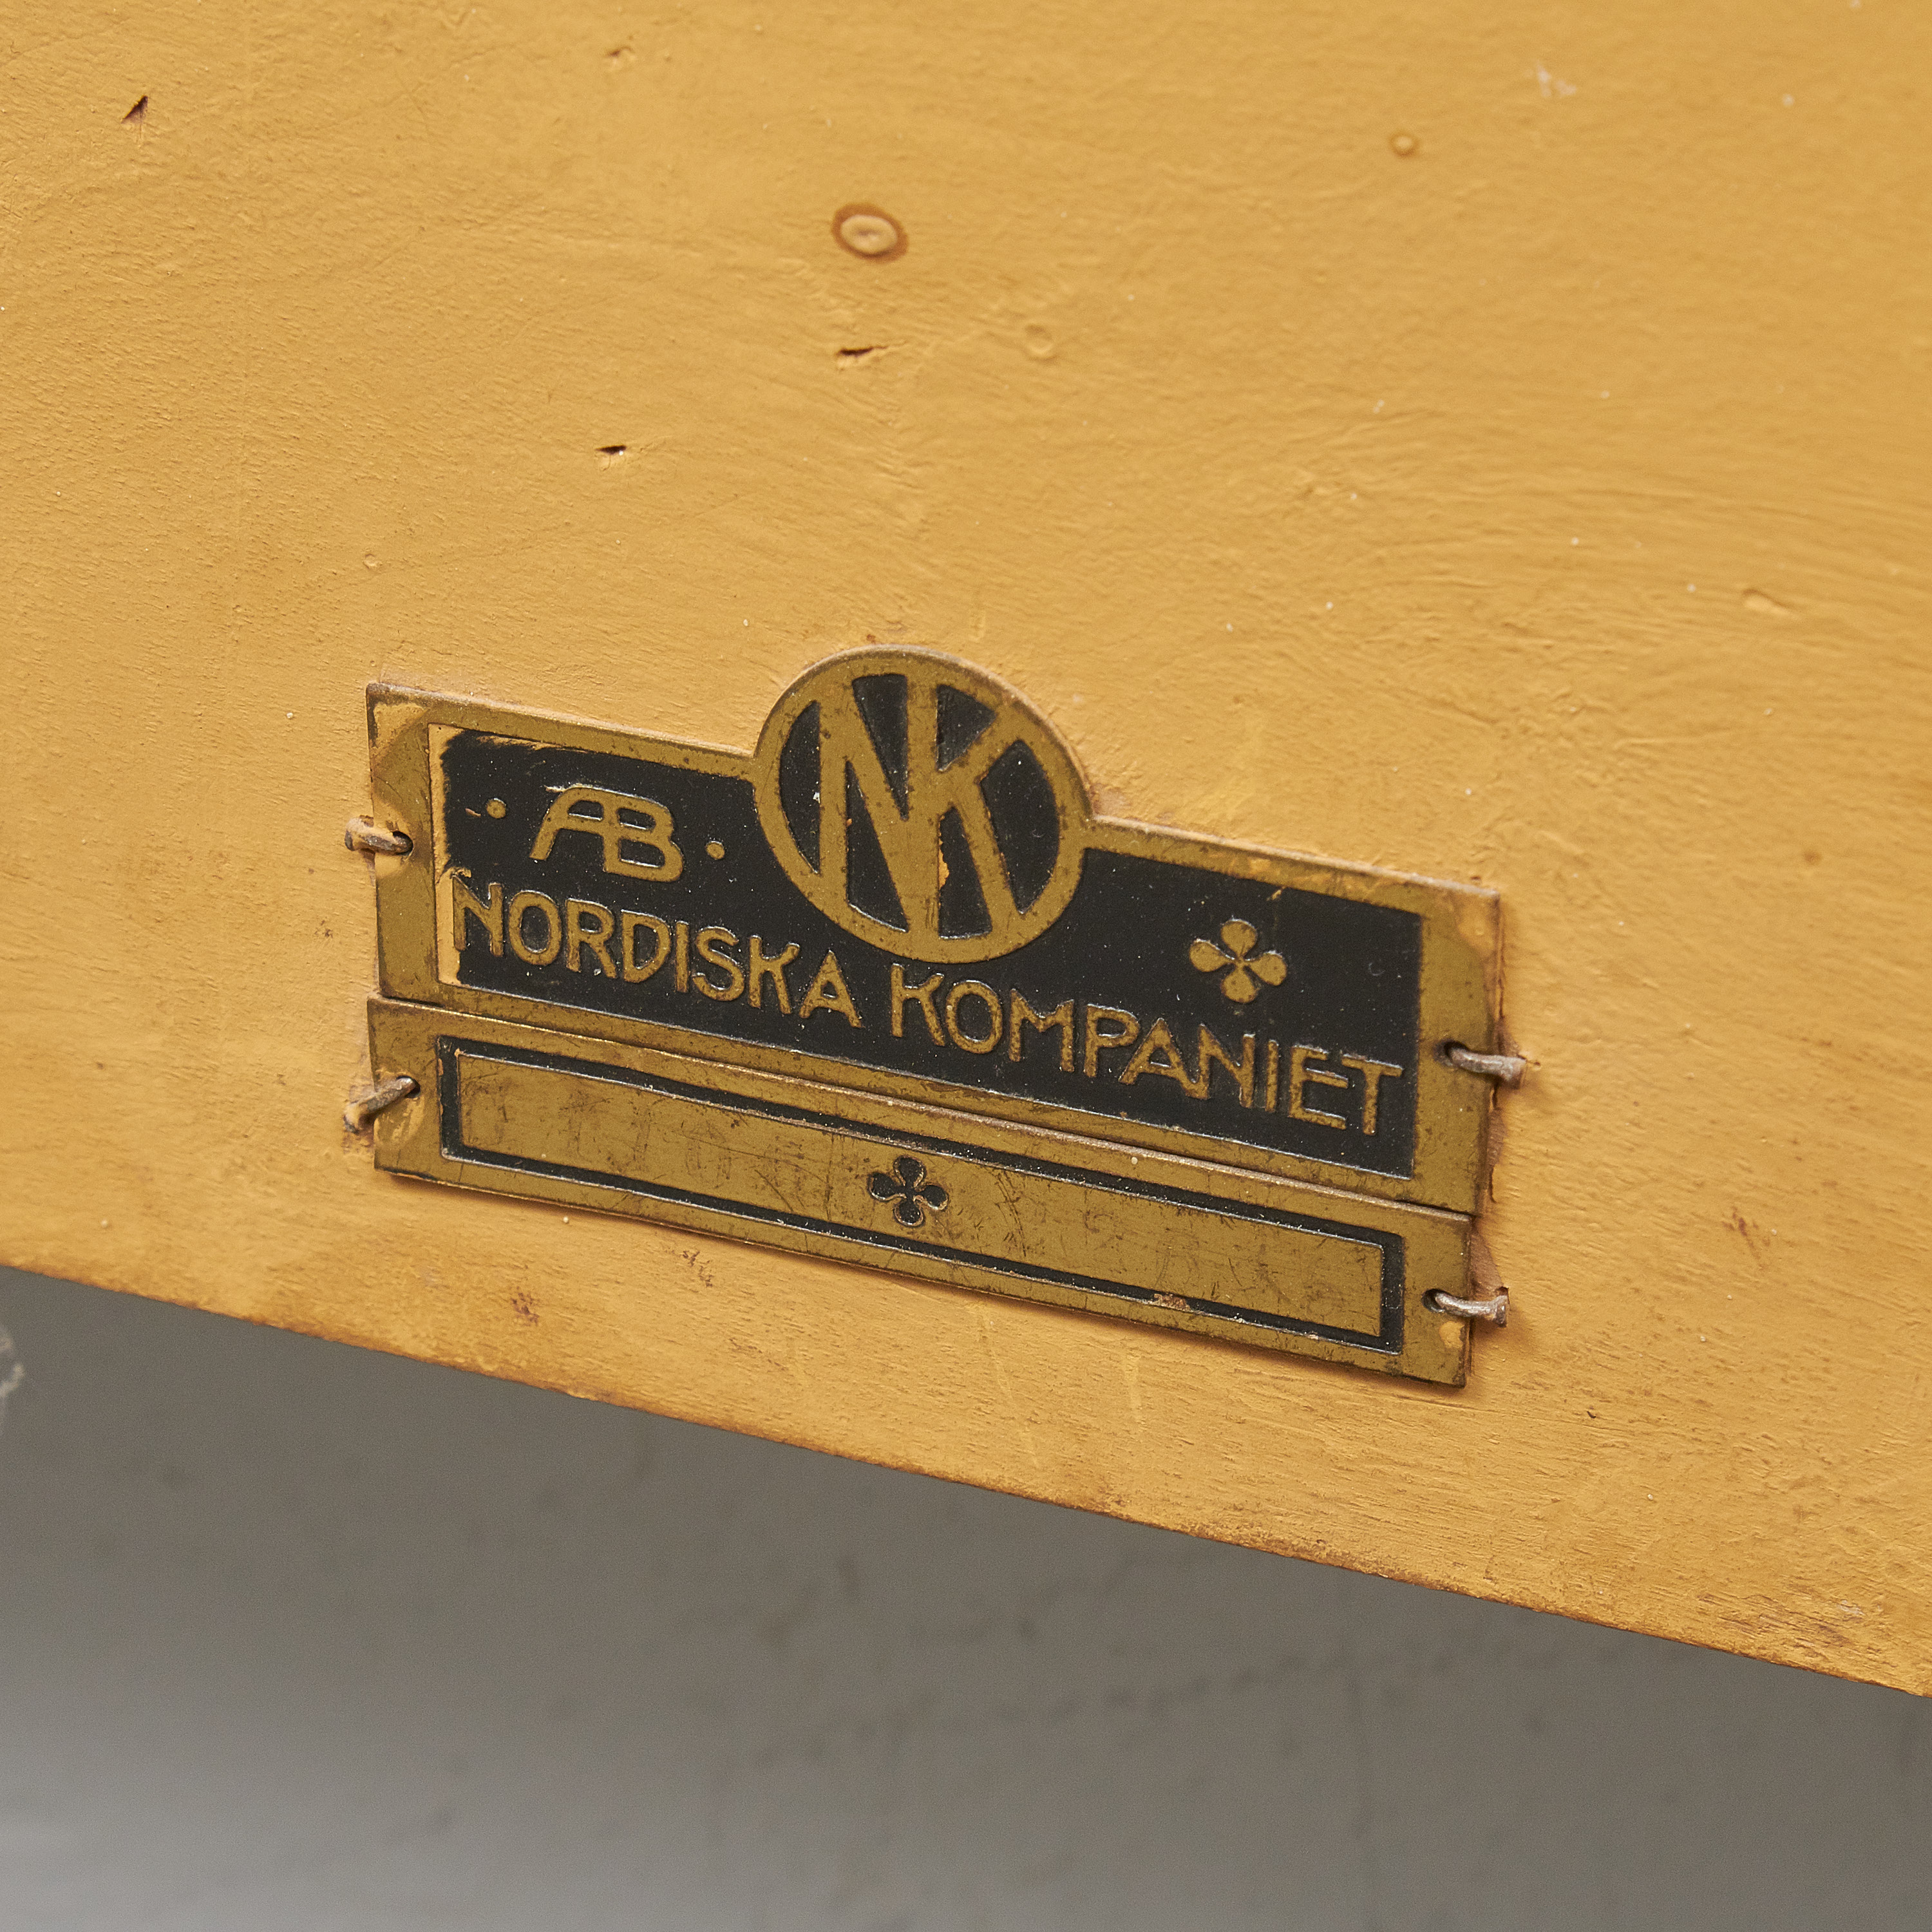 · AB ·
NK
NORDISKA KOMPANIET